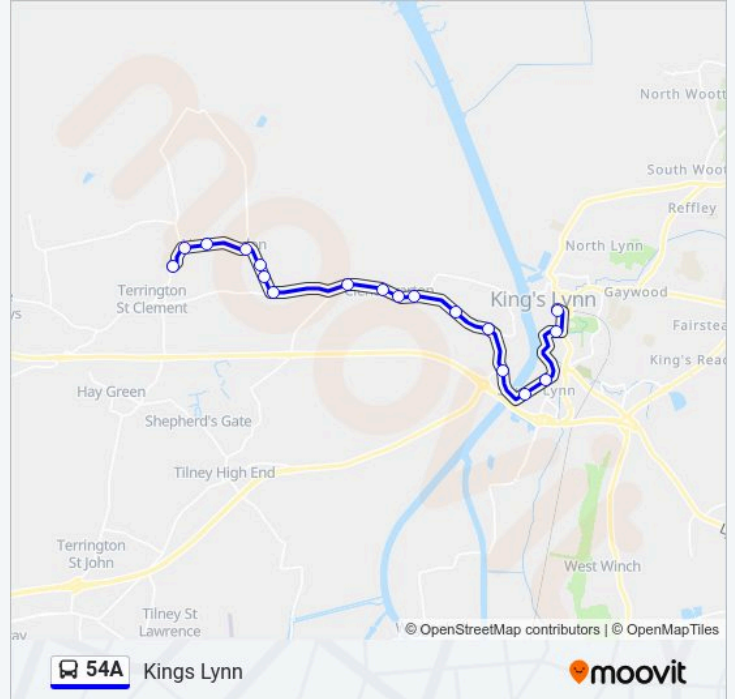 North Woott
South Woot
Reffley
North Lynn
King's Lynn
Gaywood
Terrington
St Clement
Fairstea
King's Reac
Lynn
Hay Green
Shepherd's Gate
Tilney High End
Terrington
St John
West Winch
Tilney St
Lawrence
© OpenStreetMap contributors | © OpenMapTiles
54A Kings Lynn
moovit